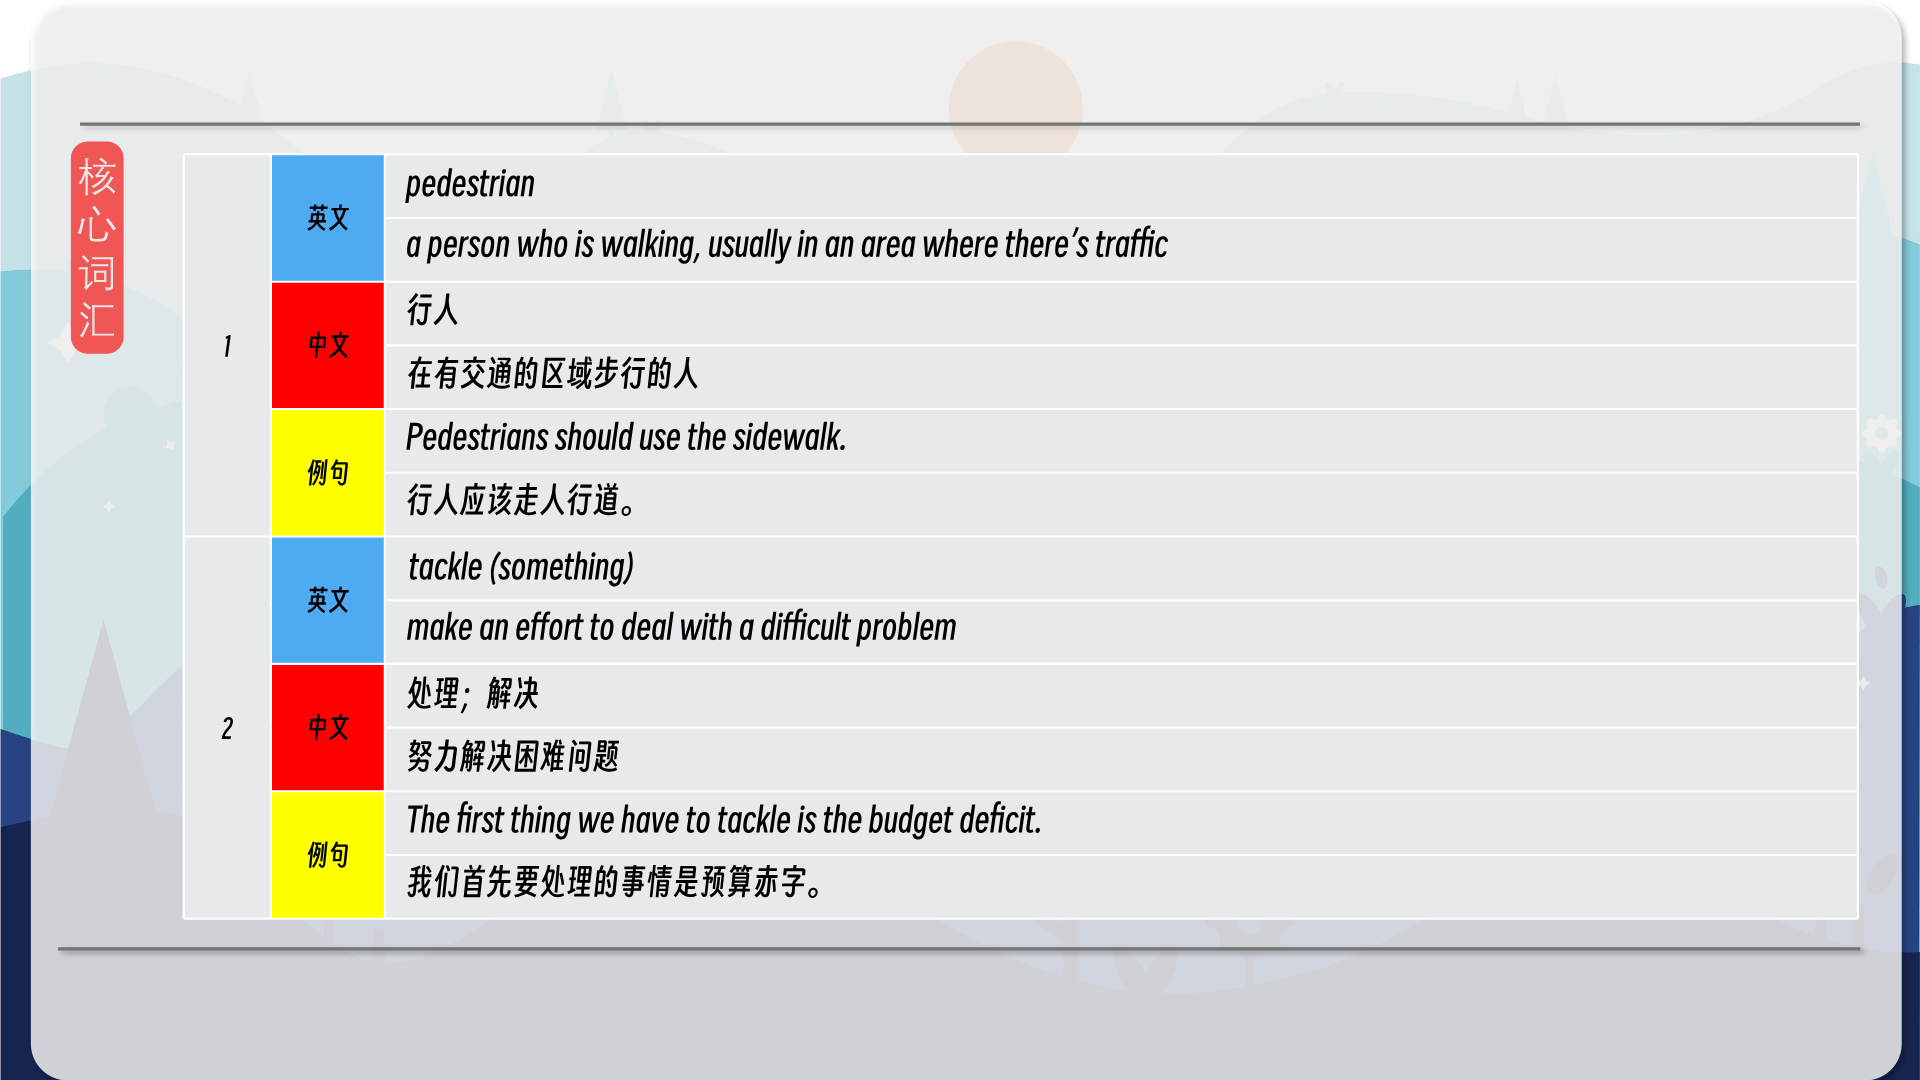 核心词汇
1
英文
pedestrian
a person who is walking, usually in an area where there's traffic
中文
行人
在有交通的区域步行的人
例句
Pedestrians should use the sidewalk.
行人应该走人行道。
2
英文
tackle (something)
make an effort to deal with a difficult problem
中文
处理；解决
努力解决困难问题
例句
The first thing we have to tackle is the budget deficit.
我们首先要处理的事情是预算赤字。